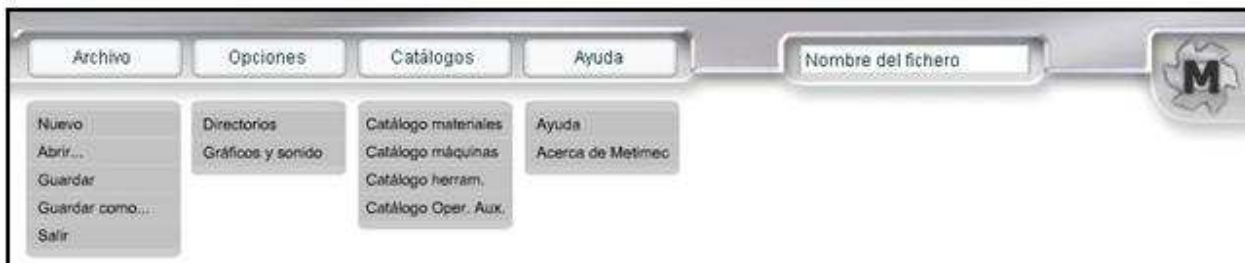 Archivo
Opciones
Catálogos
Ayuda
Nombre del fichero
M
Nuevo
Abrir...
Guardar
Guardar como...
Salir
Directorios
Gráficos y sonido
Catálogo materiales
Catálogo máquinas
Catálogo herram.
Catálogo Oper. Aux.
Ayuda
Acerca de Metimec